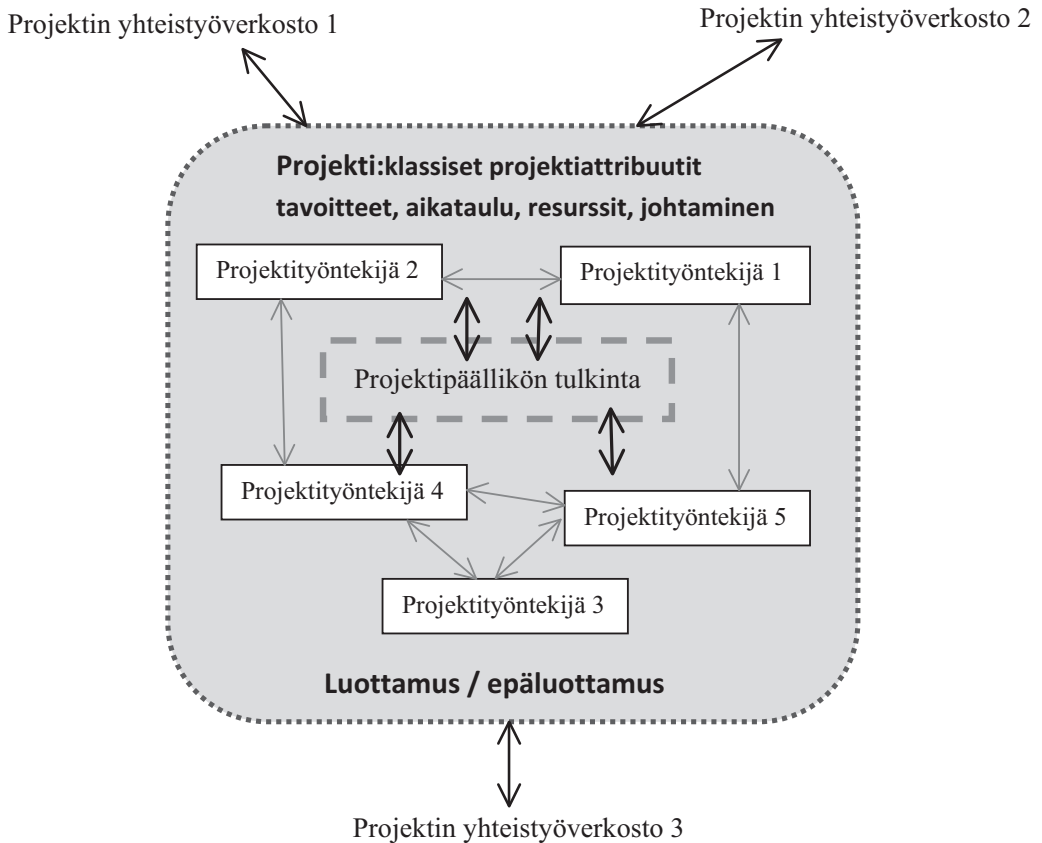 Projektin yhteistyöverkosto 1
Projektin yhteistyöverkosto 2
Projekti:klassiset projektiattribuutit
tavoitteet, aikataulu, resurssit, johtaminen
Projektityöntekijä 2
Projektityöntekijä 1
Projektipäällikön tulkinta
Projektityöntekijä 4
Projektityöntekijä 5
Projektityöntekijä 3
Luottamus / epäluottamus
Projektin yhteistyöverkosto 3